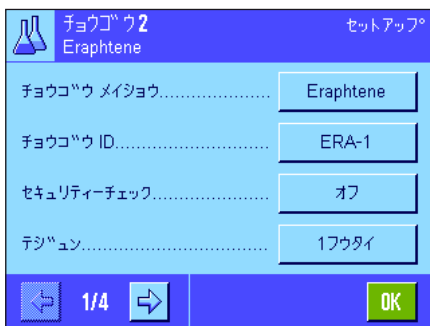 チョウゴウ2 セットアップ
Eraphtene
チョウゴウ メイショウ.................... Eraphtene
チョウゴウ ID............................ ERA-1
セキュリティーチェック..................... オフ
テジュン................................. 1フウタイ
1/4 OK